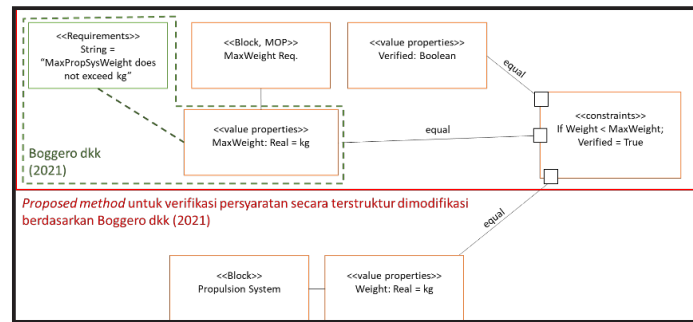 <<Requirements>>
String =
“MaxPropSysWeight does
not exceed kg”
<<Block, MOP>>
MaxWeight Req.
<<value properties>>
Verified: Boolean
equal
<<value properties>>
MaxWeight: Real = kg
equal
<<constraints>>
If Weight < MaxWeight;
Verified = True
Boggero dkk
(2021)
Proposed method untuk verifikasi persyaratan secara terstruktur dimodifikasi
berdasarkan Boggero dkk (2021)
equal
<<Block>>
Propulsion System
<<value properties>>
Weight: Real = kg